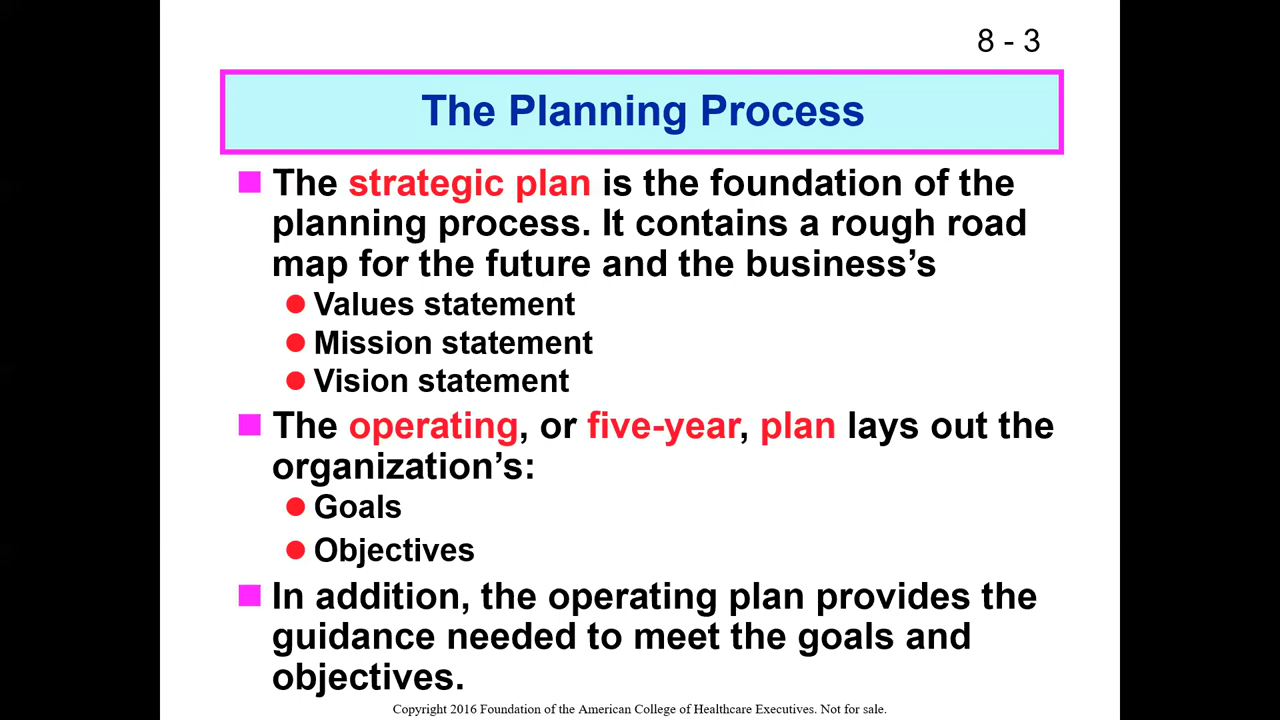 8 - 3
The Planning Process
The strategic plan is the foundation of the
planning process. It contains a rough road
map for the future and the business’s
Values statement
Mission statement
Vision statement
The operating, or five-year, plan lays out the
organization’s:
Goals
Objectives
In addition, the operating plan provides the
guidance needed to meet the goals and
objectives.
Copyright 2016 Foundation of the American College of Healthcare Executives. Not for sale.